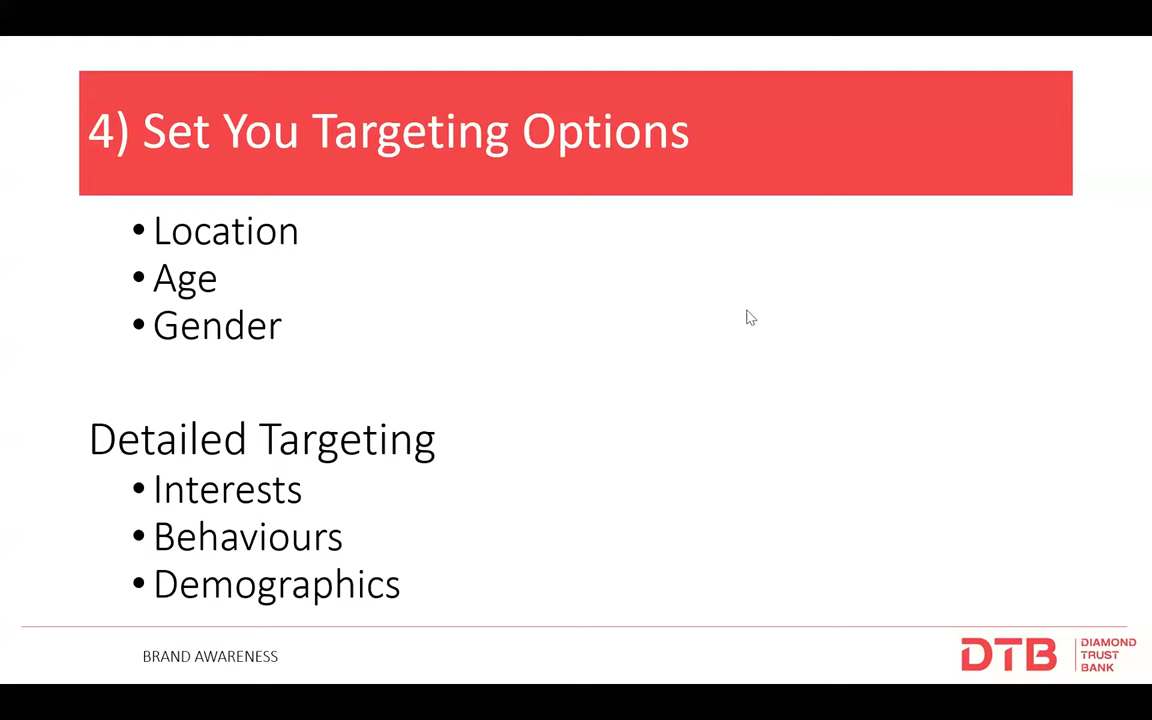 4) Set You Targeting Options
• Location
• Age
• Gender
Detailed Targeting
• Interests
• Behaviours
• Demographics
BRAND AWARENESS
DTB
DIAMOND
TRUST
BANK